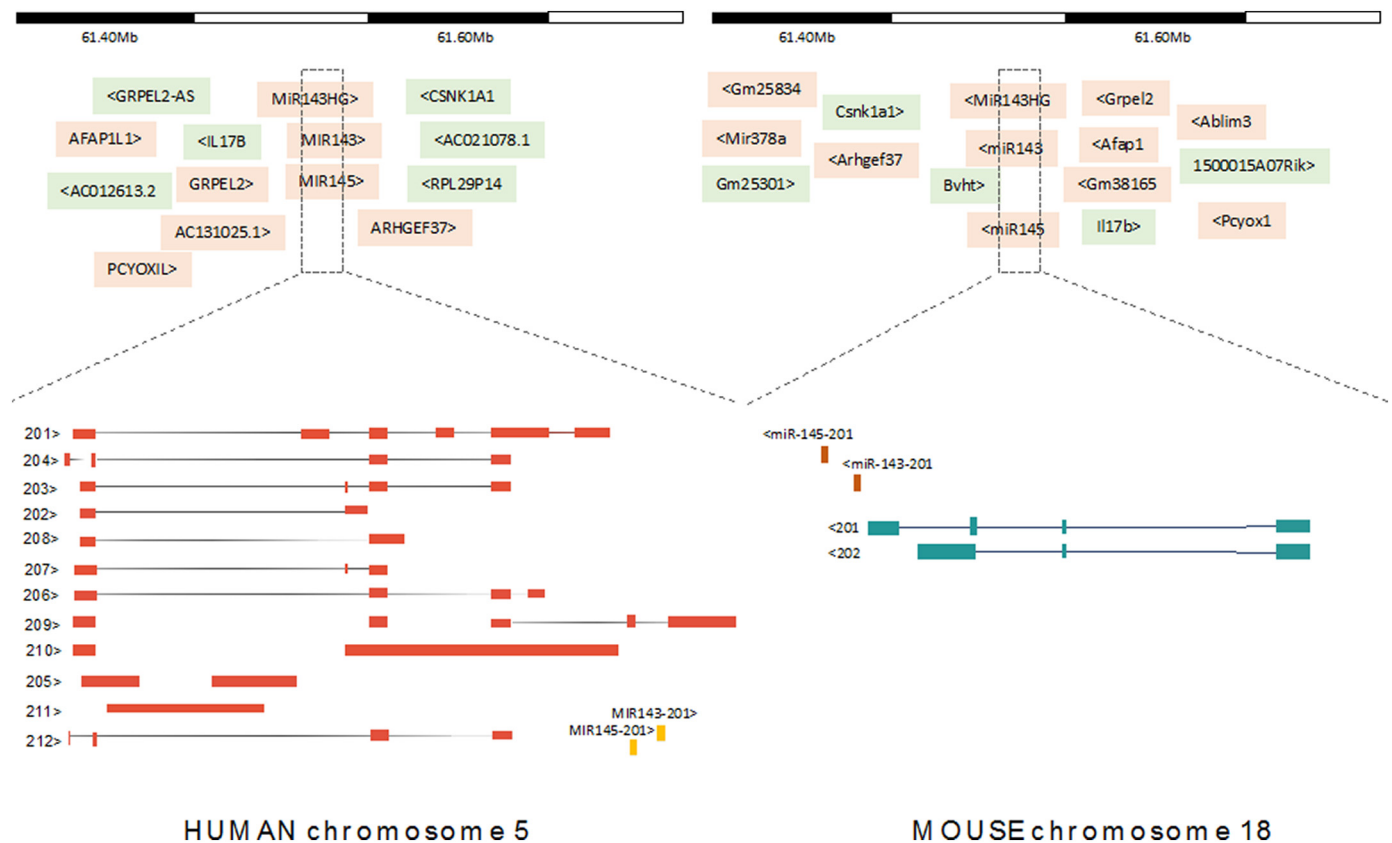 61.40Mb
61.60Mb
61.40Mb
61.60Mb
<GRPEL2-AS
MiR143HG>
<CSNK1A1
AFAP1L1>
<IL17B
MIR143>
<AC021078.1
<AC012613.2
GRPEL2>
MIR145>
<RPL29P14
AC131025.1>
ARHGEF37>
PCYOXIL>
<Gm25834
Csnk1a1>
<MiR143HG
<Grpel2
<Ablim3
<Mir378a
<Arhgef37
<miR143
<Afap1
1500015A07Rik>
Gm25301>
Bvht>
<Gm38165
<miR145
Il17b>
<Pcyox1
201>
204>
203>
202>
208>
207>
206>
209>
210>
205>
211>
212>
MIR143-201>
MIR145-201>
<miR-145-201
<miR-143-201
<201
<202
HUMAN chromosome 5
MOUSE chromosome 18